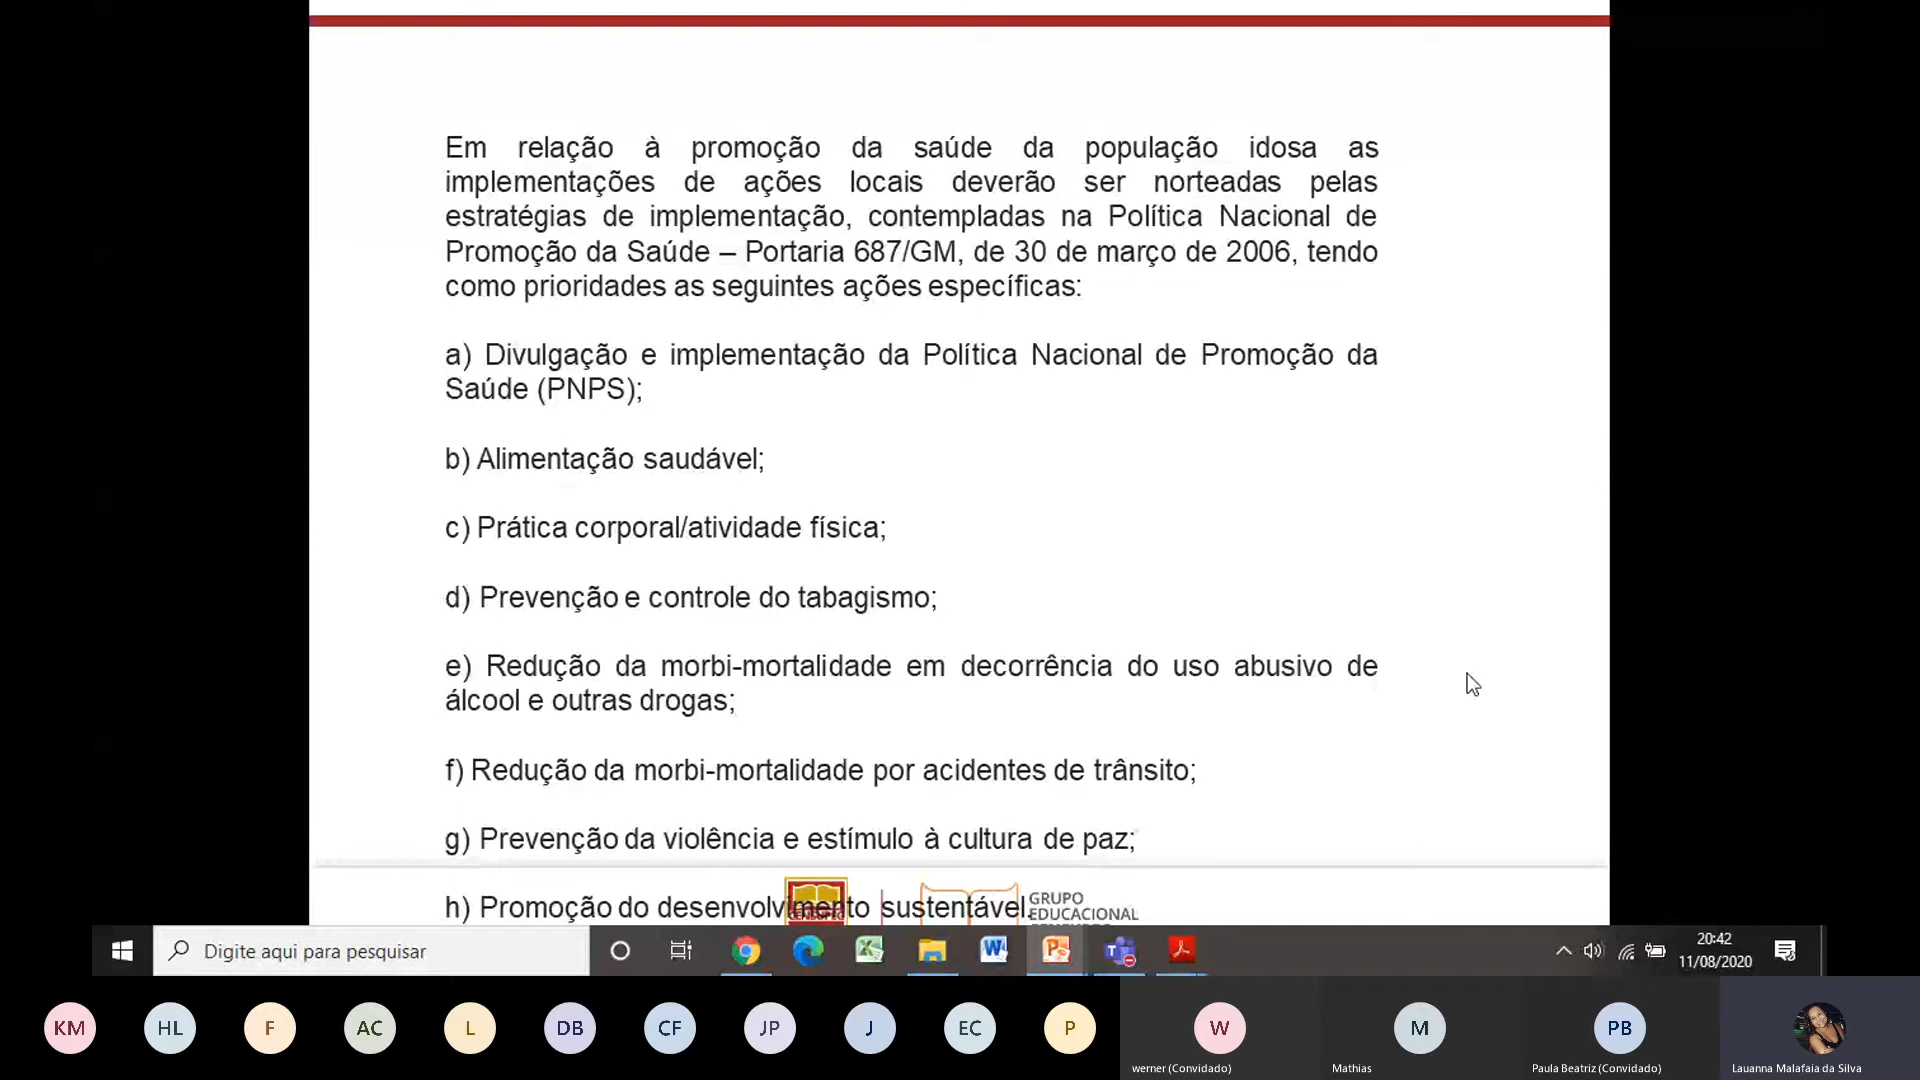 Em relação à promoção da saúde da população idosa as
implementações de ações locais deverão ser norteadas pelas
estratégias de implementação, contempladas na Política Nacional de
Promoção da Saúde – Portaria 687/GM, de 30 de março de 2006, tendo
como prioridades as seguintes ações específicas:
a) Divulgação e implementação da Política Nacional de Promoção da
Saúde (PNPS);
b) Alimentação saudável;
c) Prática corporal/atividade física;
d) Prevenção e controle do tabagismo;
e) Redução da morbi-mortalidade em decorrência do uso abusivo de
álcool e outras drogas;
f) Redução da morbi-mortalidade por acidentes de trânsito;
g) Prevenção da violência e estímulo à cultura de paz;
h) Promoção do desenvolvimento sustentável.
GRUPO
EDUCACIONAL
Digite aqui para pesquisar
20:42
11/08/2020
KM HL F AC L DB CF JP J EC P W M PB
werner (Convidado) Mathias Paula Beatriz (Convidado) Lauanna Malafaia da Silva